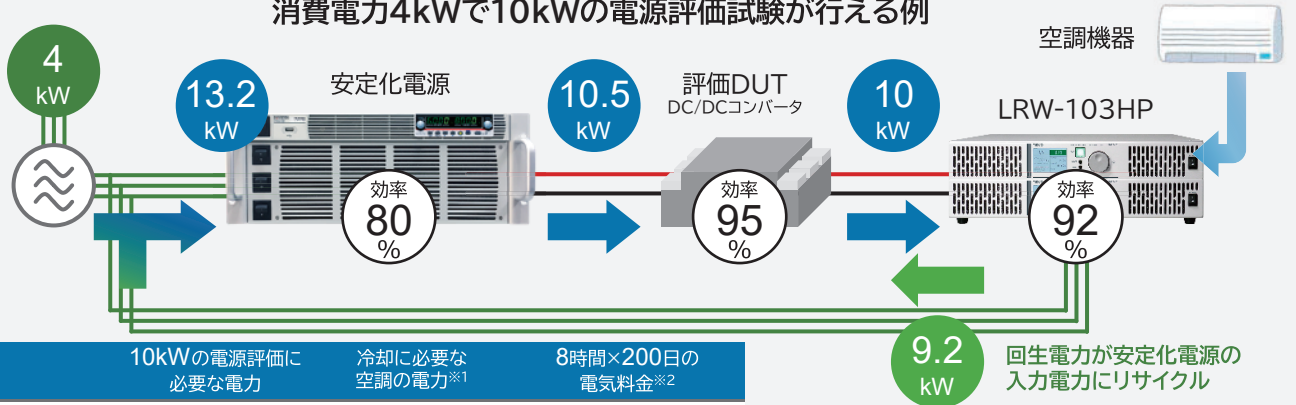 消費電力4kWで10kWの電源評価試験が行える例
空調機器
4
kW
13.2
kW
安定化電源
10.5
kW
評価DUT
DC/DCコンバータ
10
kW
LRW-103HP
効率
80
%
効率
95
%
効率
92
%
9.2
kW
回生電力が安定化電源の
入力電力にリサイクル
10kWの電源評価に
必要な電力
冷却に必要な
空調の電力※1
8時間×200日の
電気料金※2